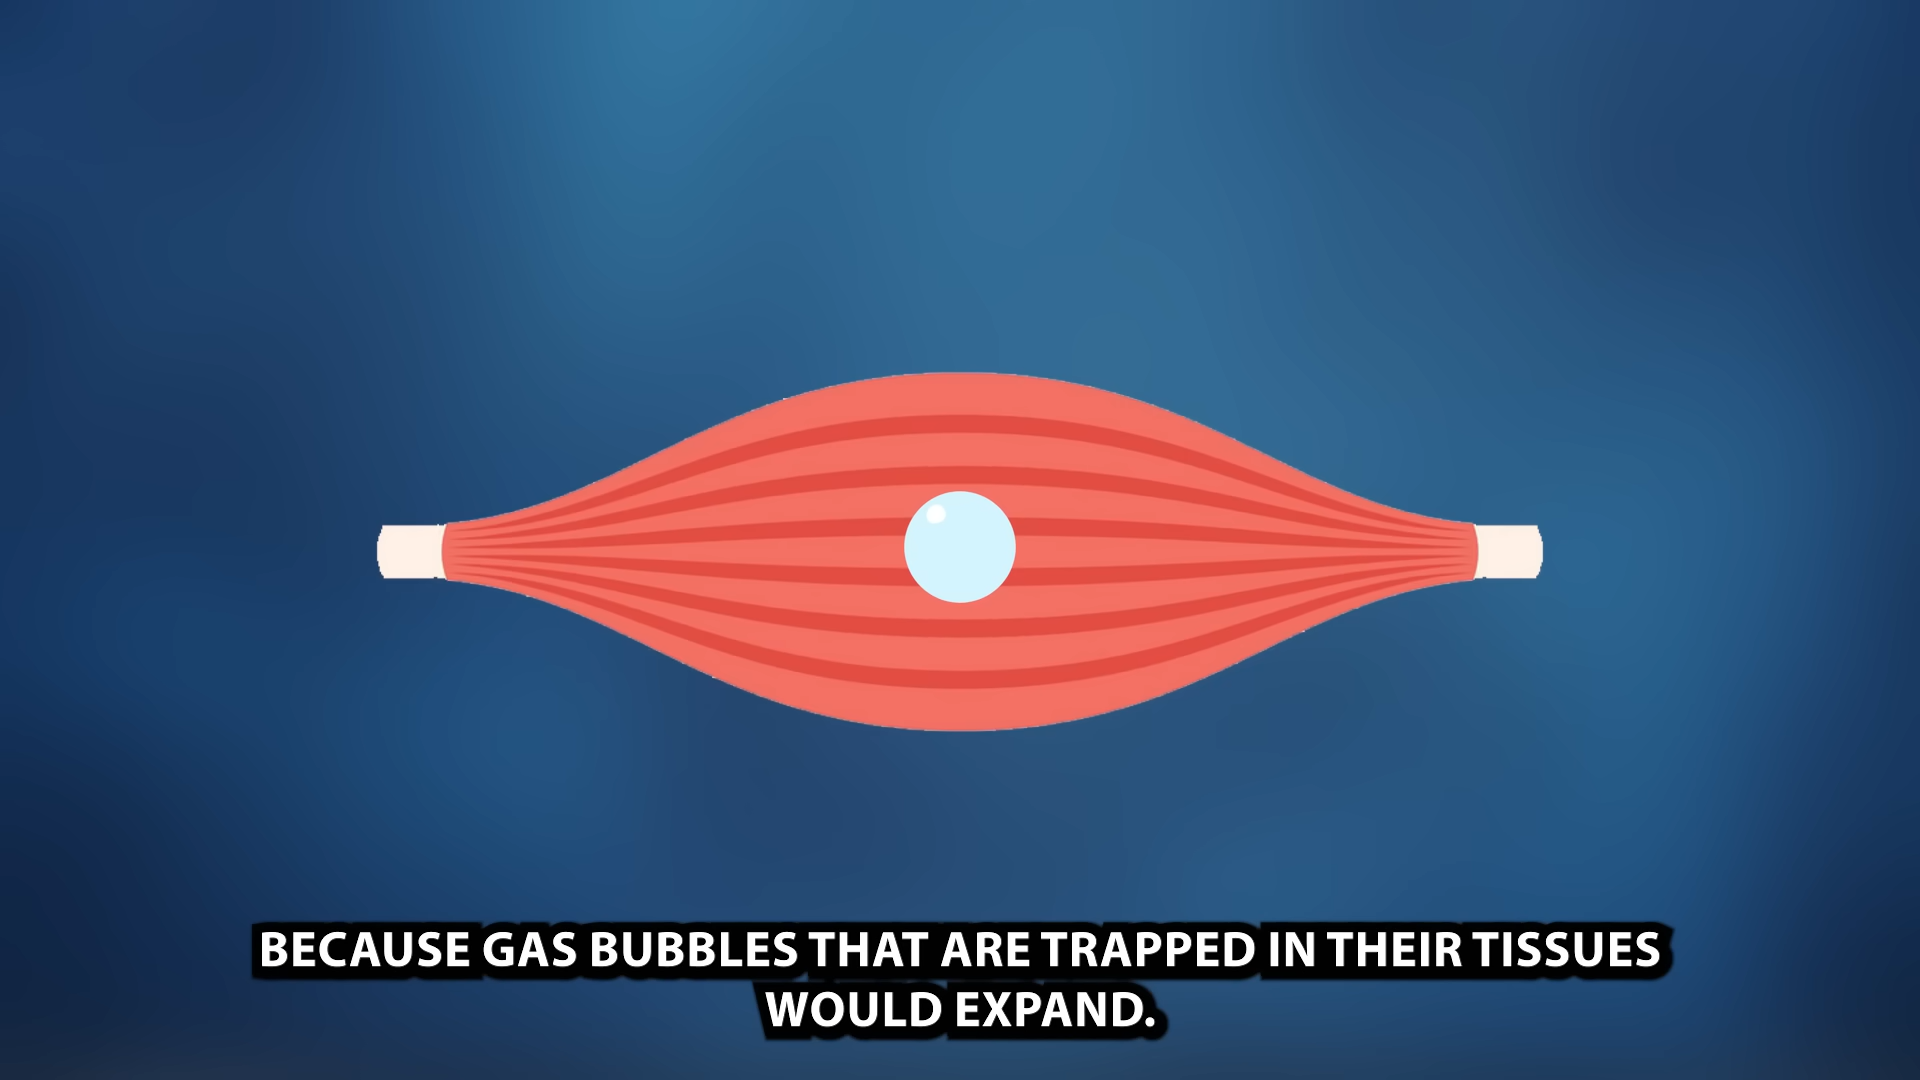 BECAUSE GAS BUBBLES THAT ARE TRAPPED IN THEIR TISSUES
WOULD EXPAND.